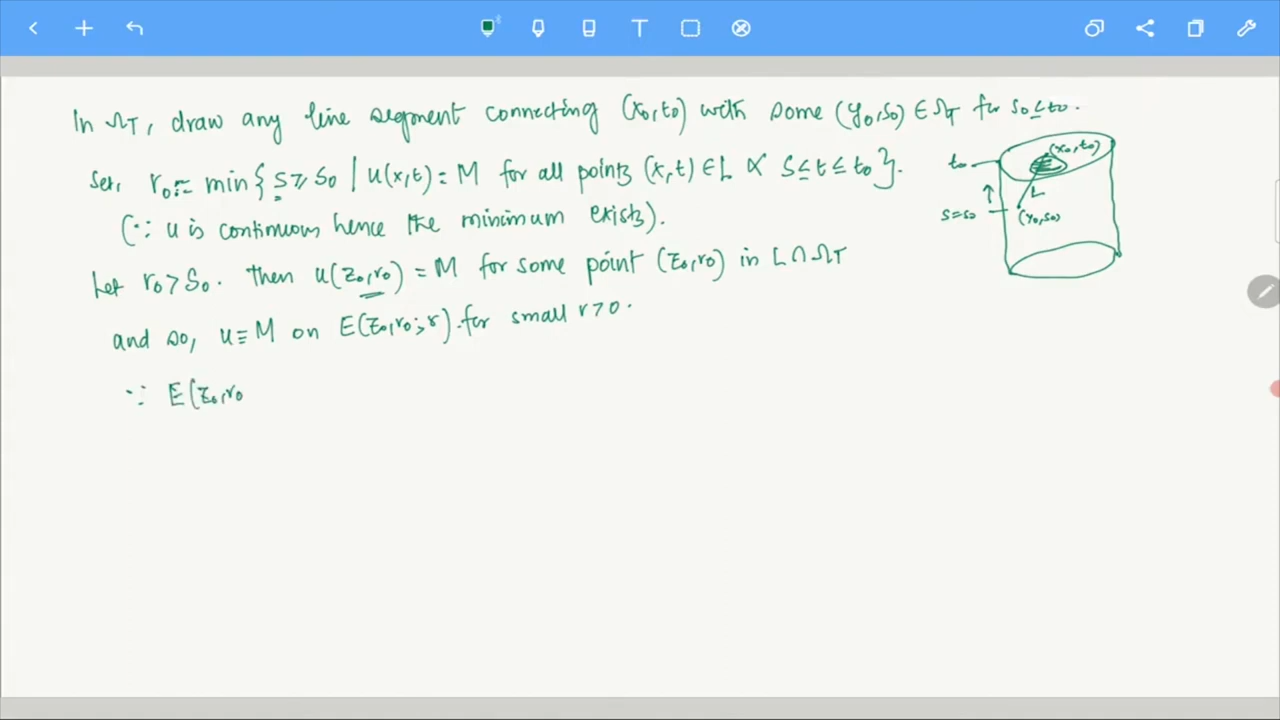 In Ω_T, draw any line segment connecting (x₀,t₀) with some (y₀,s₀) ∈ Ω_T for s₀ ≤ t₀.
Set, r₀ := min{ s ≥ s₀ | u(x,t) = M for all points (x,t) ∈ L & s ≤ t ≤ t₀ }.
(∵ u is continuous hence the minimum exists).
Let r₀ > s₀. Then u(z₀,r₀) = M for some point (z₀,r₀) in L ∩ Ω_T
and so, u ≡ M on E(z₀,r₀;r). for small r > 0.
∵ E(z₀,r₀
(x₀,t₀)
t₀
L
s=s₀
(y₀,s₀)
T